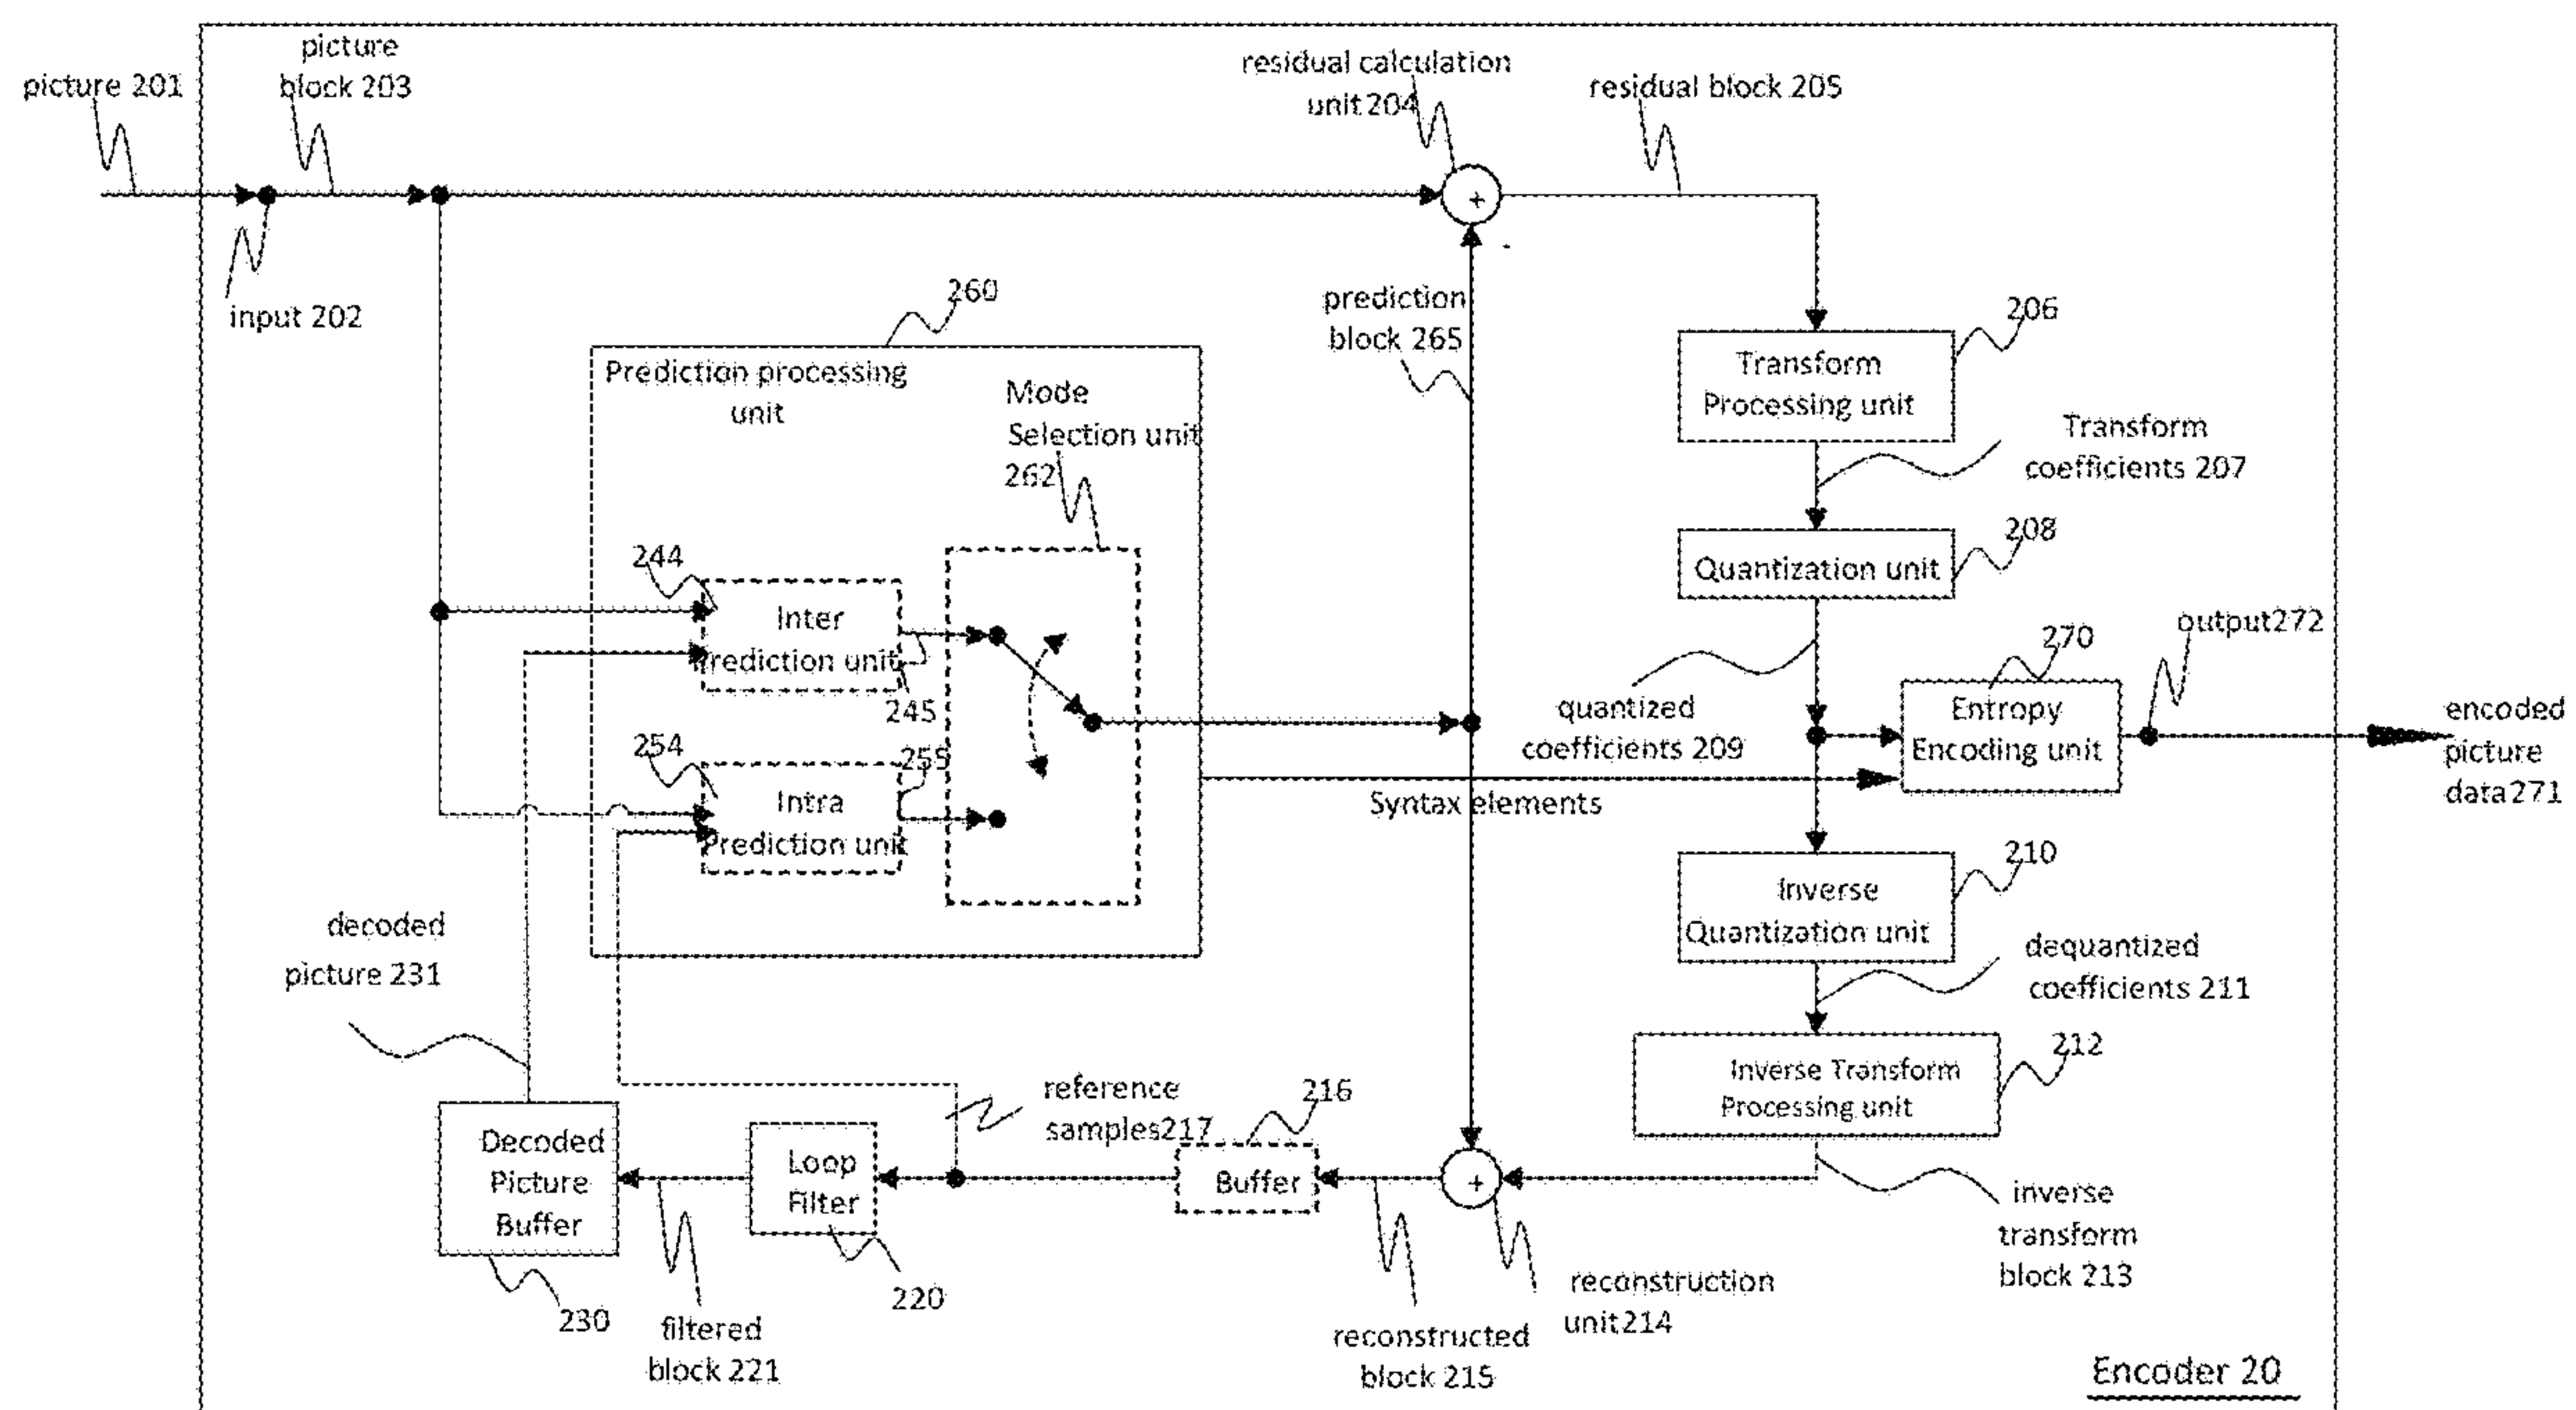 picture 201
picture
block 203
input 202
residual calculation
unit 204
residual block 205
+
prediction
block 265
260
Prediction processing
unit
Mode
Selection unit
262
244
Inter
Prediction unit
245
254
255
Intra
Prediction unit
206
Transform
Processing unit
Transform
coefficients 207
208
Quantization unit
quantized
coefficients 209
270
Entropy
Encoding unit
output272
encoded
picture
data271
Syntax elements
210
Inverse
Quantization unit
dequantized
coefficients 211
212
Inverse Transform
Processing unit
inverse
transform
block 213
decoded
picture 231
Decoded
Picture
Buffer
230
filtered
block 221
Loop
Filter
220
reference
samples217
216
Buffer
+
reconstructed
block 215
reconstruction
unit214
Encoder 20